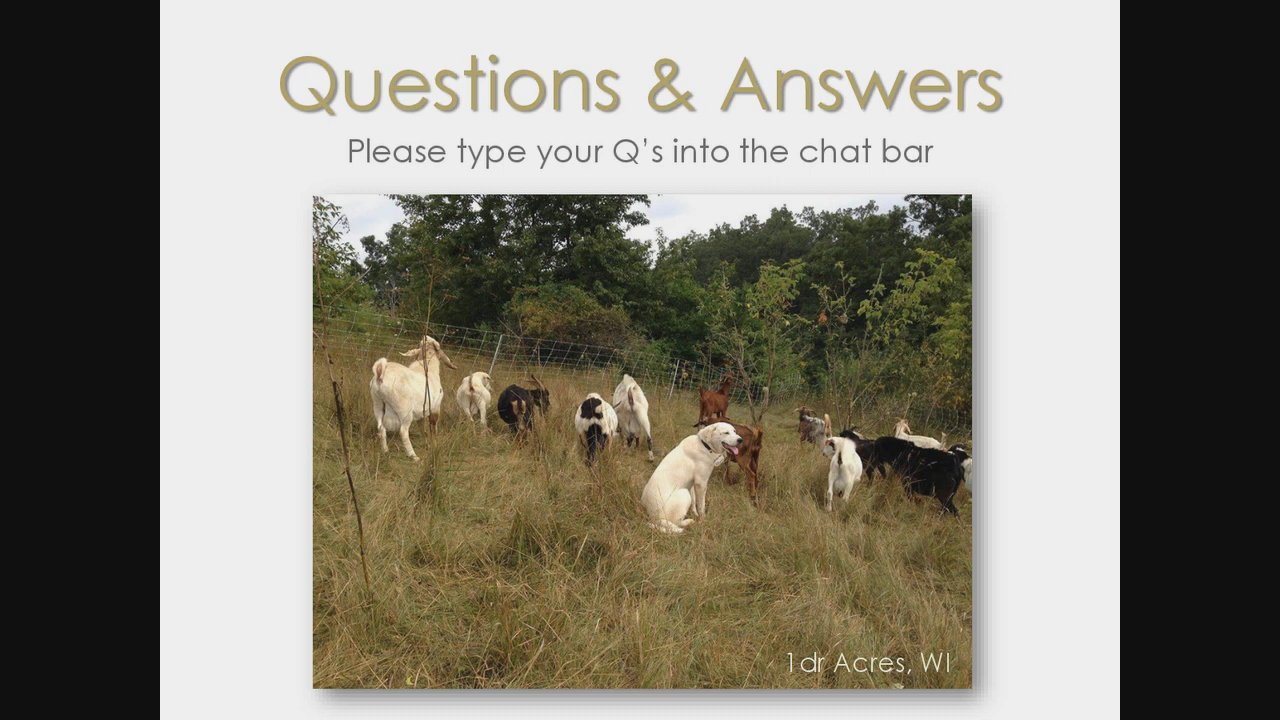 Questions & Answers
Please type your Q's into the chat bar
1dr Acres, WI